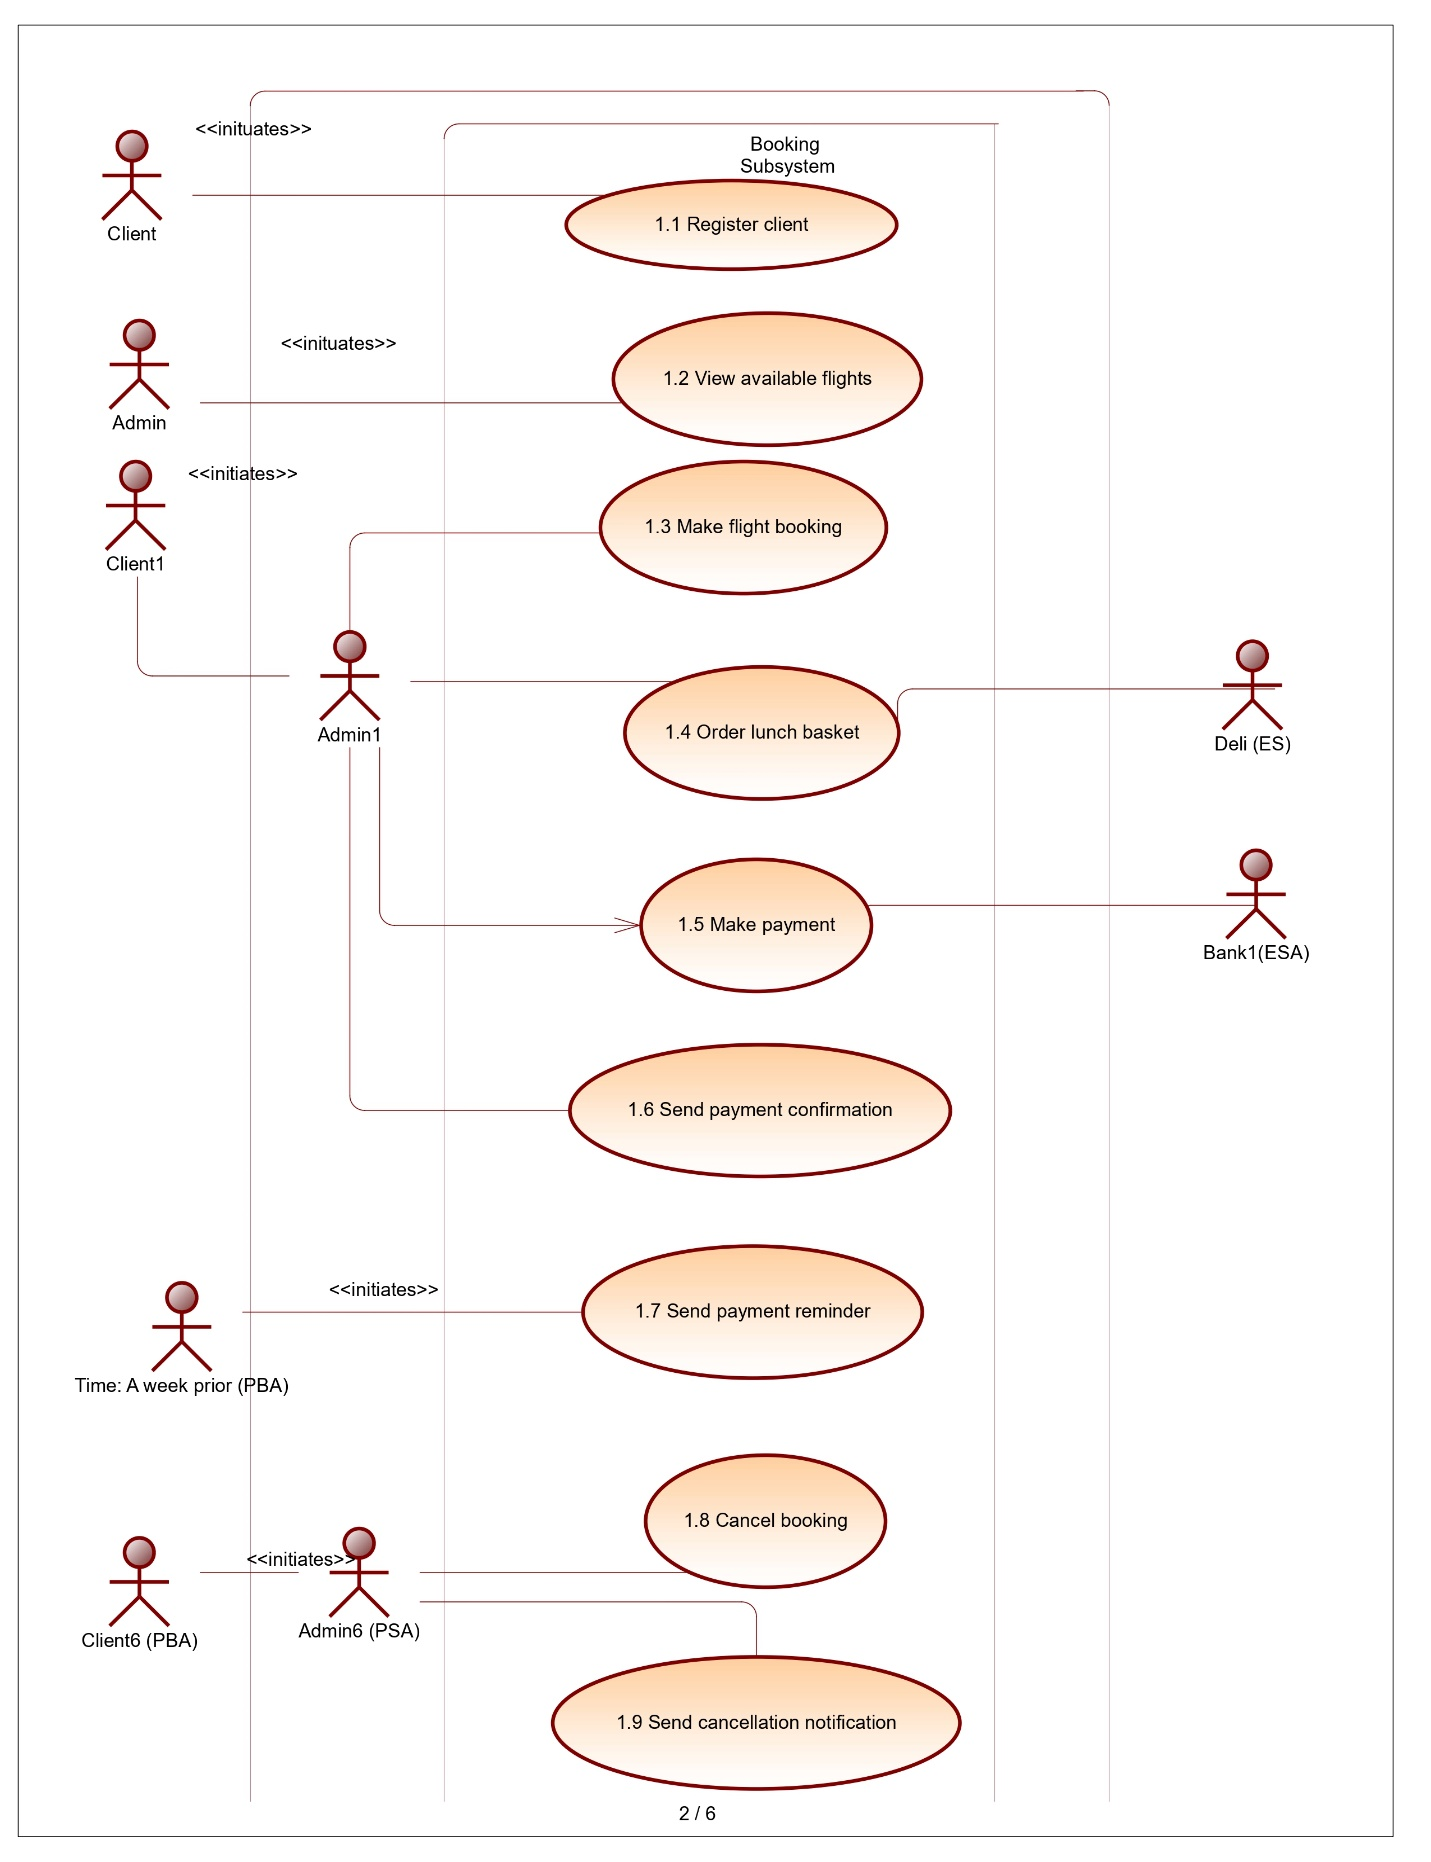 <<inituates>>
Booking
Subsystem
1.1 Register client
Client
<<inituates>>
1.2 View available flights
Admin
<<initiates>>
1.3 Make flight booking
Client1
1.4 Order lunch basket
Admin1
Deli (ES)
1.5 Make payment
Bank1(ESA)
1.6 Send payment confirmation
<<initiates>>
1.7 Send payment reminder
Time: A week prior (PBA)
1.8 Cancel booking
<<initiates>>
Admin6 (PSA)
Client6 (PBA)
1.9 Send cancellation notification
2 / 6